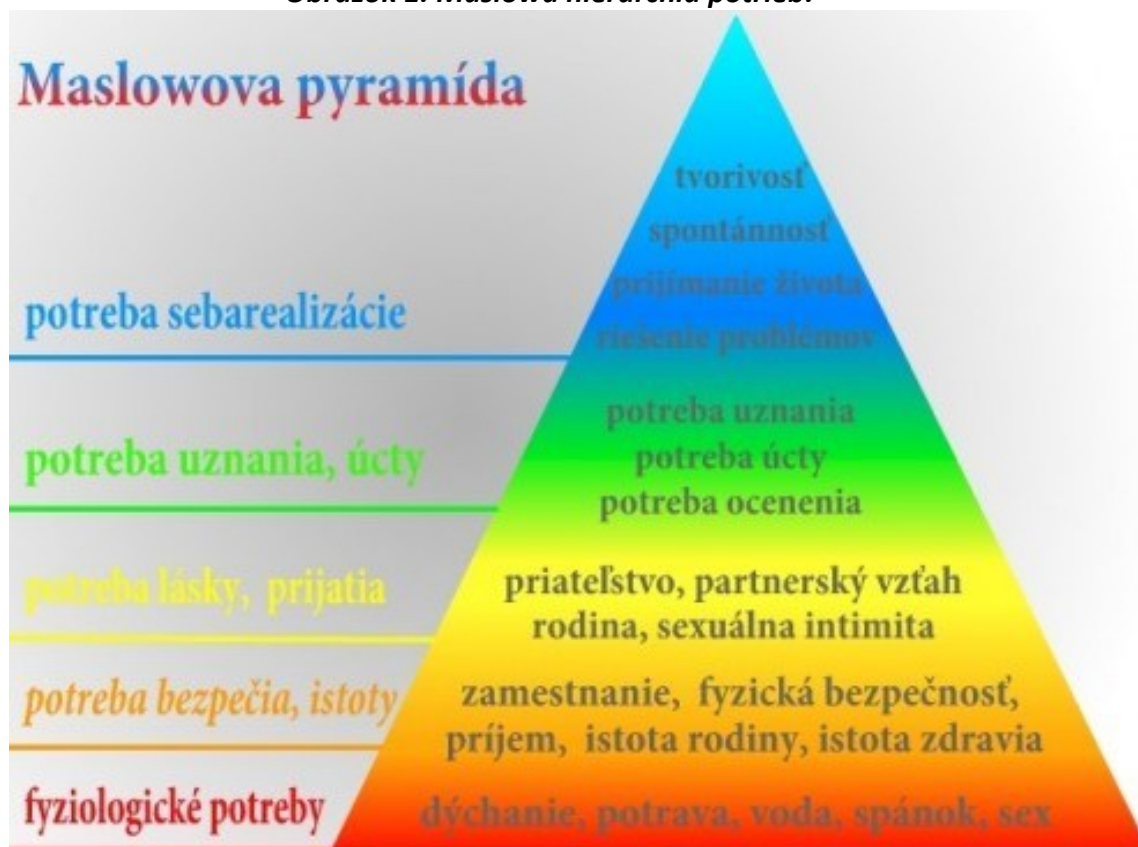 Obrázok 2. Maslowa hierarchia potrieb.
Maslowova pyramída
tvorivosť
spontánnosť
prijímanie života
riešenie problémov
potreba sebarealizácie
potreba uznania
potreba úcty
potreba ocenenia
potreba uznania, úcty
priateľstvo, partnerský vzťah
rodina, sexuálna intimita
potreba lásky, prijatia
zamestnanie, fyzická bezpečnosť,
príjem, istota rodiny, istota zdravia
potreba bezpečia, istoty
dýchanie, potrava, voda, spánok, sex
fyziologické potreby